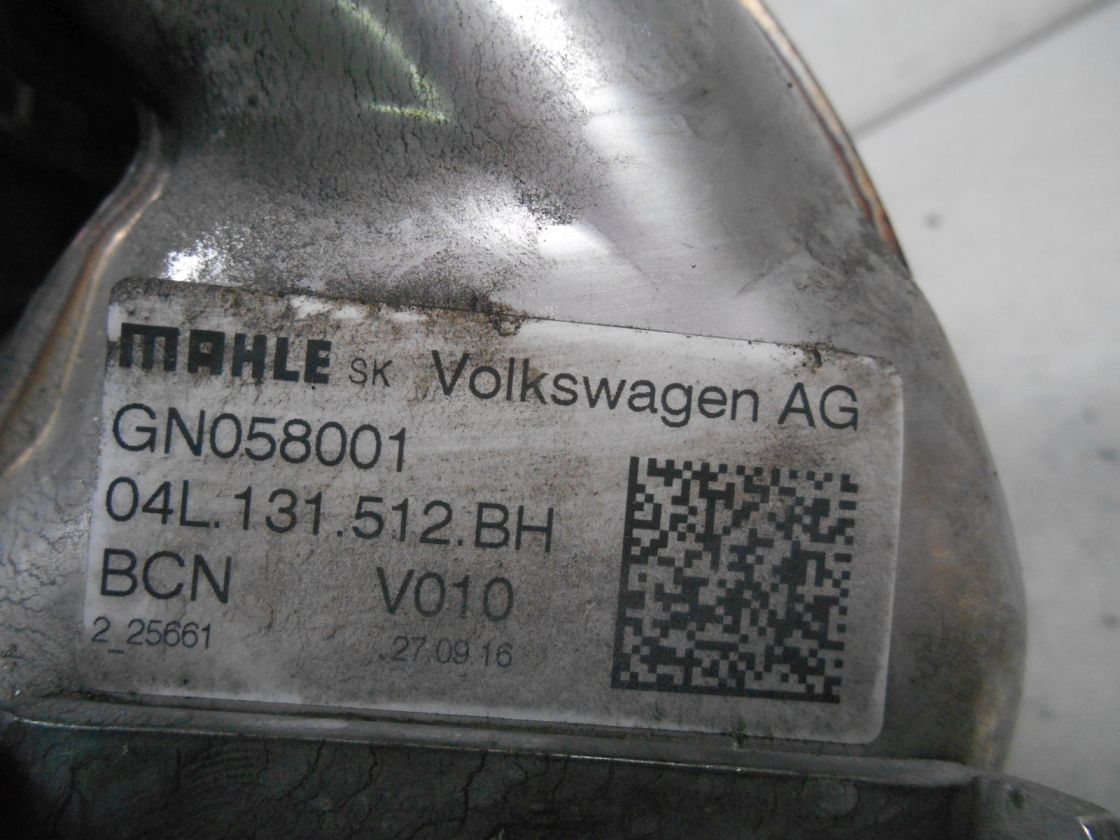 MAHLE SK Volkswagen AG
GN058001
04L.131.512.BH
BCN V010
2_25661 27.09.16